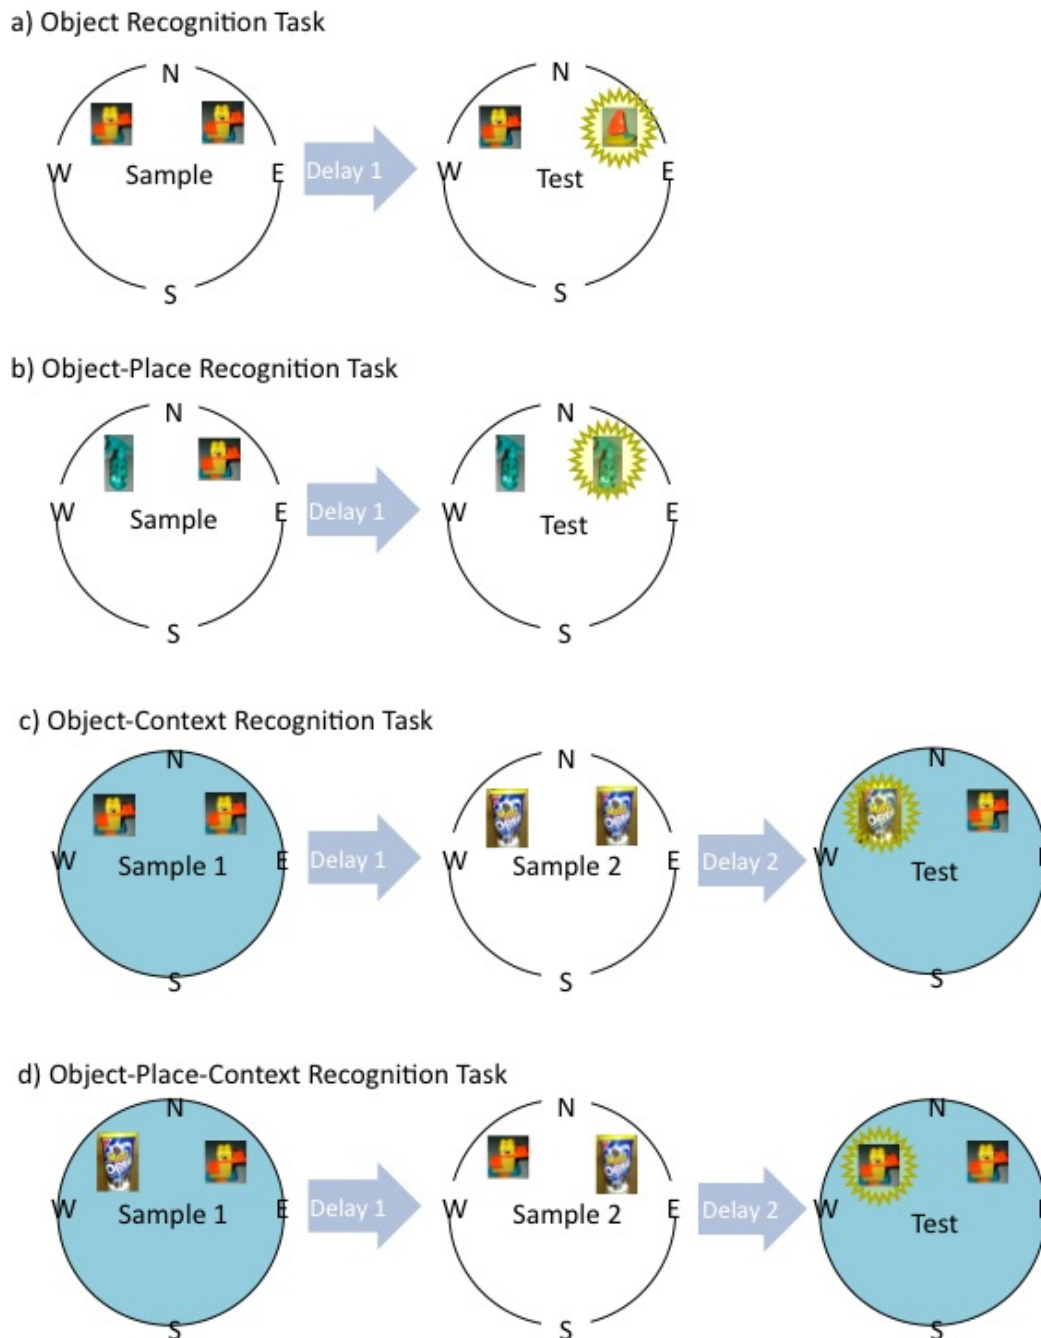 a) Object Recognition Task
N
N
W
Sample
E
Delay 1
W
Test
E
S
S
b) Object-Place Recognition Task
N
N
W
Sample
E
Delay 1
W
Test
E
S
S
c) Object-Context Recognition Task
N
N
N
W
Sample 1
E
Delay 1
W
Sample 2
E
Delay 2
W
Test
S
S
S
d) Object-Place-Context Recognition Task
N
N
N
W
Sample 1
E
Delay 1
W
Sample 2
E
Delay 2
W
Test
S
S
S